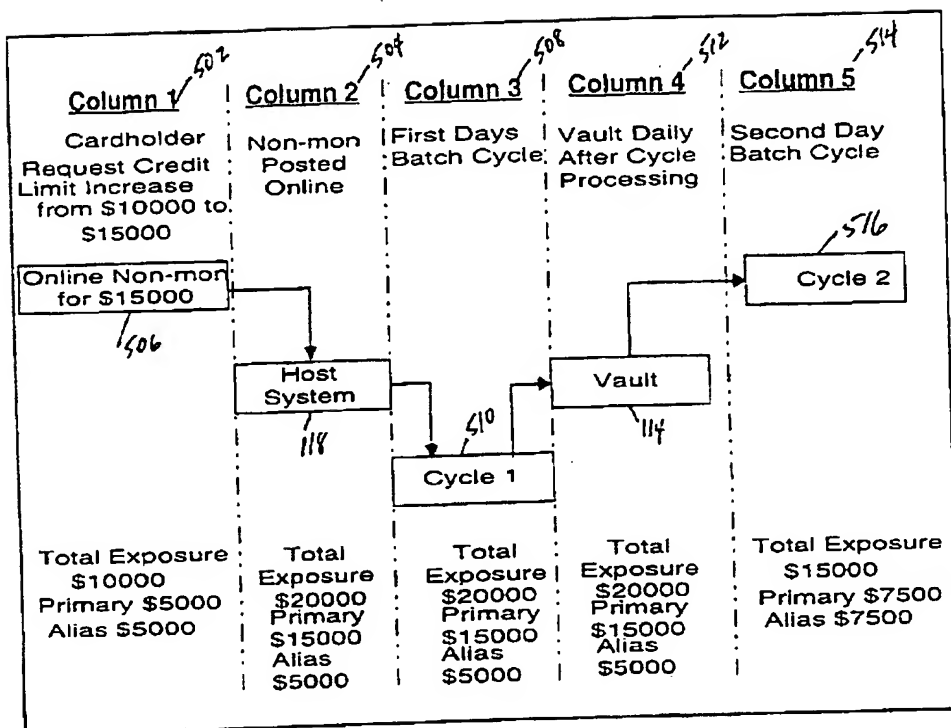 502
504
508
512
514
Column 1
Column 2
Column 3
Column 4
Column 5
Cardholder
Request Credit
Limit Increase
from $10000 to
$15000
Non-mon
Posted
Online
First Days
Batch Cycle
Vault Daily
After Cycle
Processing
Second Day
Batch Cycle
Online Non-mon
for $15000
506
Host
System
118
510
Cycle 1
Vault
114
516
Cycle 2
Total Exposure
$10000
Primary $5000
Alias $5000
Total
Exposure
$20000
Primary
$15000
Alias
$5000
Total
Exposure
$20000
Primary
$15000
Alias
$5000
Total
Exposure
$20000
Primary
$15000
Alias
$5000
Total Exposure
$15000
Primary $7500
Alias $7500